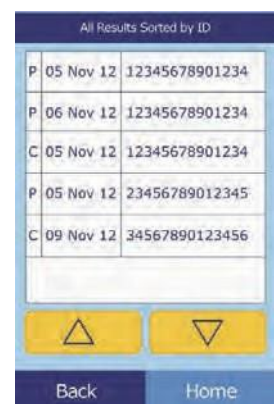 All Results Sorted by ID
P 05 Nov 12 12345678901234
P 06 Nov 12 12345678901234
C 05 Nov 12 12345678901234
P 05 Nov 12 23456789012345
C 09 Nov 12 34567890123456
Back Home